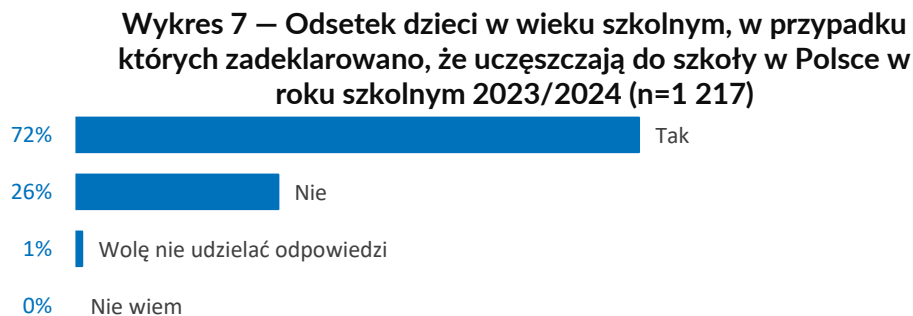 Wykres 7 — Odsetek dzieci w wieku szkolnym, w przypadku
których zadeklarowano, że uczęszczają do szkoły w Polsce w
roku szkolnym 2023/2024 (n=1 217)
72% Tak
26% Nie
1% Wolę nie udzielać odpowiedzi
0% Nie wiem